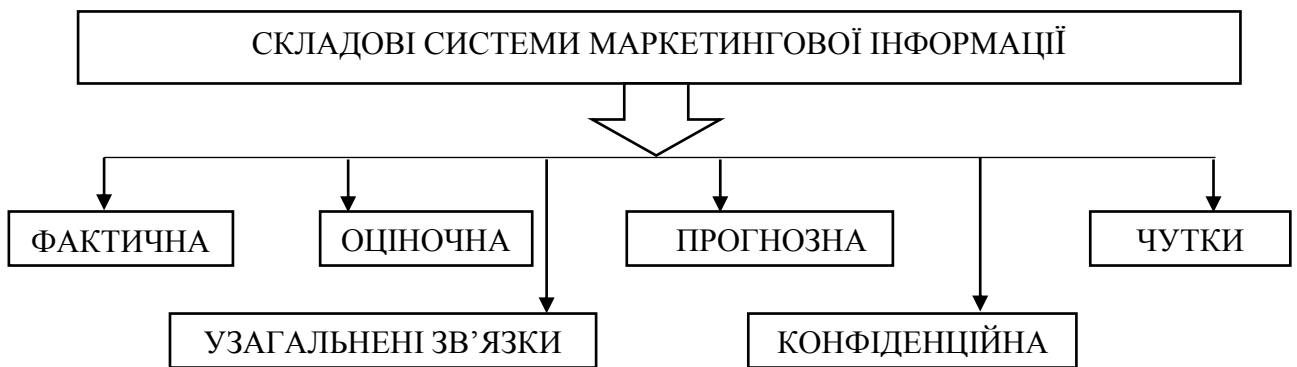 СКЛАДОВІ СИСТЕМИ МАРКЕТИНГОВОЇ ІНФОРМАЦІЇ
ФАКТИЧНА
ОЦІНОЧНА
ПРОГНОЗНА
ЧУТКИ
УЗАГАЛЬНЕНІ ЗВ’ЯЗКИ
КОНФІДЕНЦІЙНА